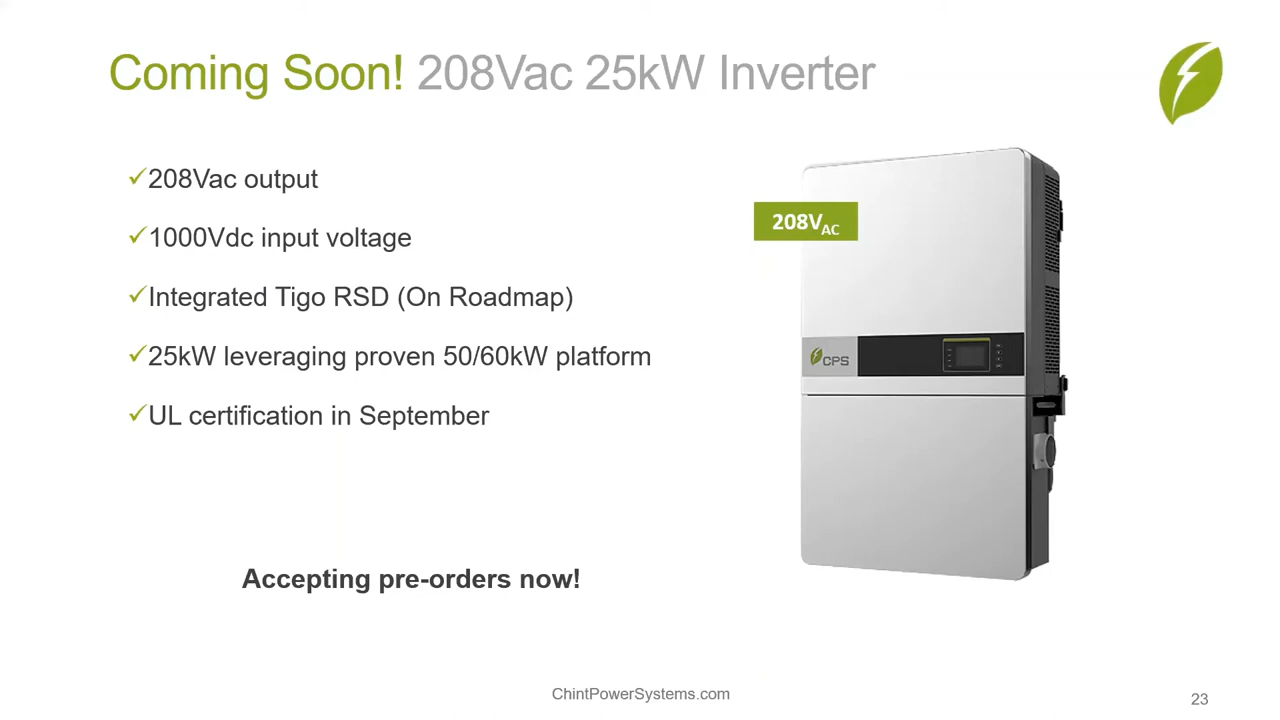 Coming Soon! 208Vac 25kW Inverter
✓208Vac output
✓1000Vdc input voltage
✓Integrated Tigo RSD (On Roadmap)
✓25kW leveraging proven 50/60kW platform
✓UL certification in September
Accepting pre-orders now!
208VAC
CPS
ChintPowerSystems.com
23